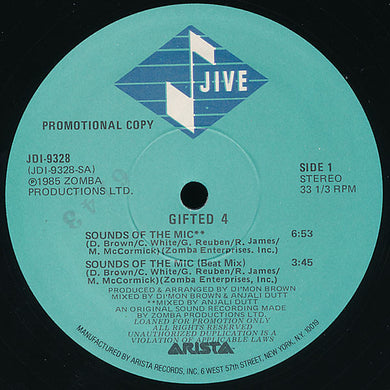 JIVE
PROMOTIONAL COPY
JDI-9328
(JDI-9328-SA)
℗1985 ZOMBA
PRODUCTIONS LTD.
SIDE 1
STEREO
33 1/3 RPM
GIFTED 4
SOUNDS OF THE MIC** 6:53
(D. Brown/C. White/G. Reuben/R. James/
M. McCormick)(Zomba Enterprises, Inc.)
SOUNDS OF THE MIC (Beat Mix) 3:45
(D. Brown/C. White/G. Reuben/R. James/
M. McCormick)(Zomba Enterprises, Inc.)
PRODUCED & ARRANGED BY DI'MON BROWN
MIXED BY DI'MON BROWN & ANJALI DUTT
**MIXED BY ANJALI DUTT
AN ORIGINAL SOUND RECORDING MADE
BY ZOMBA PRODUCTIONS LTD.
LOANED FOR PROMOTION ONLY
ALL RIGHTS RESERVED
UNAUTHORIZED DUPLICATION IS A
VIOLATION OF APPLICABLE LAWS
ARISTA
MANUFACTURED BY ARISTA RECORDS, INC. 6 WEST 57th STREET, NEW YORK, N.Y. 10019